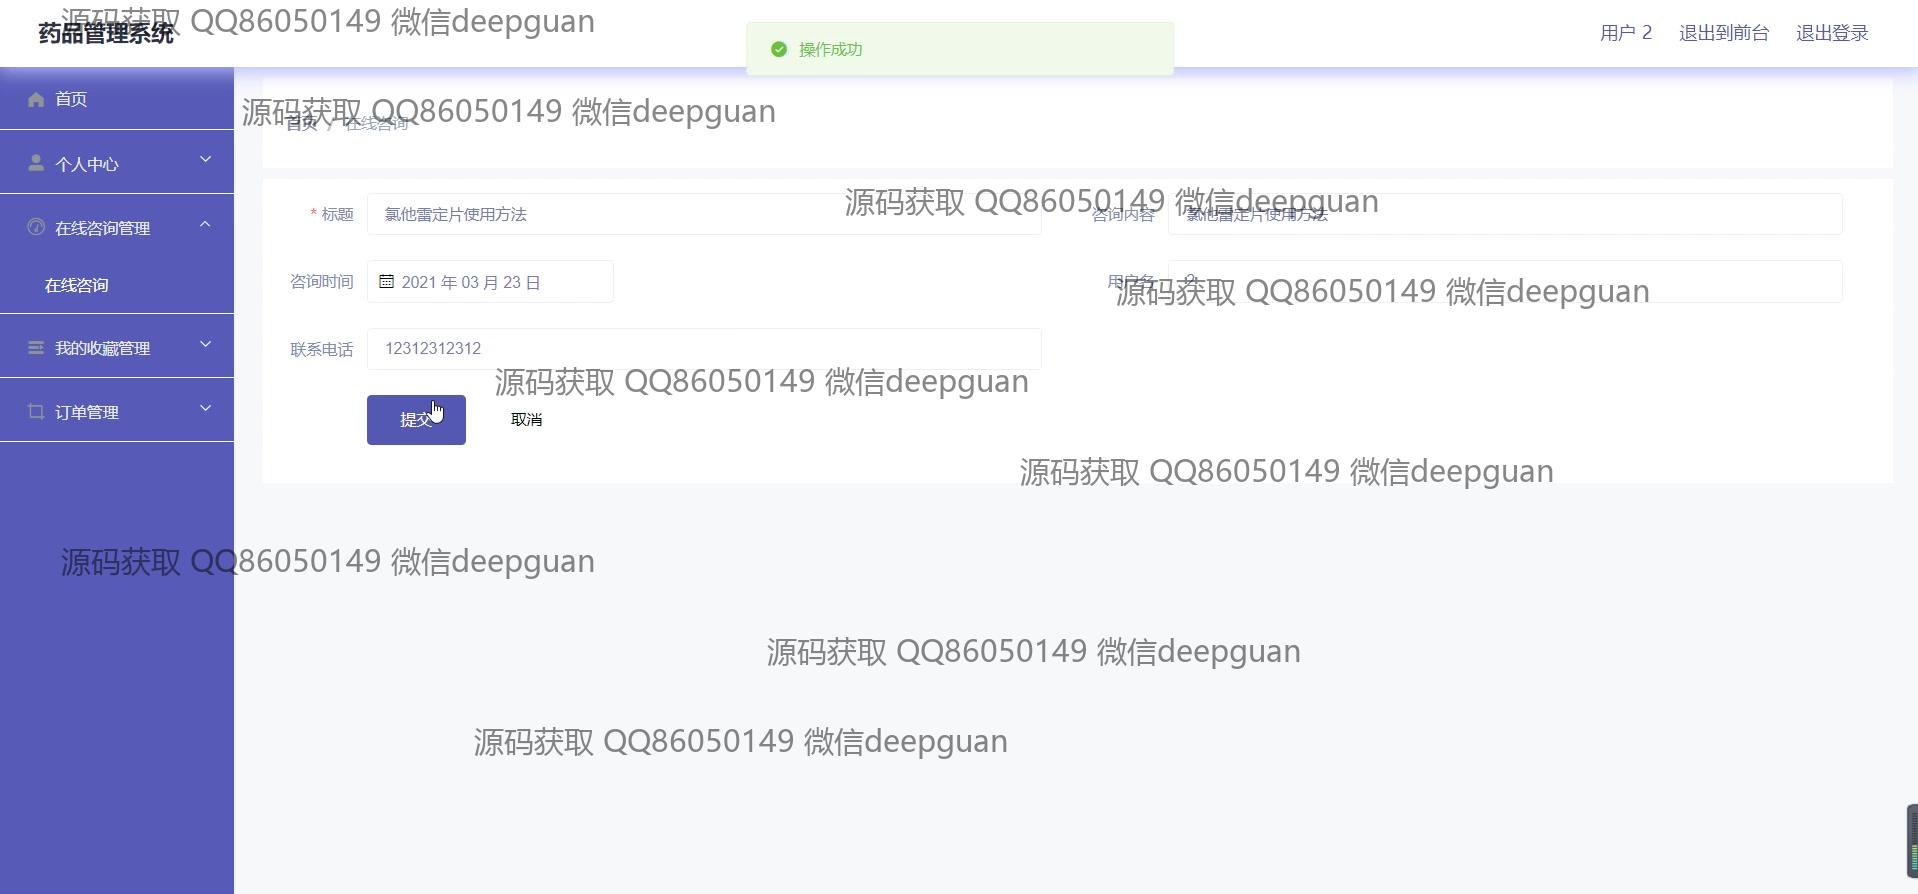 源码获取 QQ86050149 微信deepguan
药品管理系统
操作成功
用户 2 退出到前台 退出登录
首页
源码获取 QQ86050149 微信deepguan
首页 / 在线咨询
个人中心
源码获取 QQ86050149 微信deepguan
* 标题 氯他雷定片使用方法
咨询内容 氯他雷定片使用方法
在线咨询管理
在线咨询
咨询时间 2021 年 03 月 23 日
用户名 2
源码获取 QQ86050149 微信deepguan
我的收藏管理
联系电话 12312312312
源码获取 QQ86050149 微信deepguan
订单管理
提交 取消
源码获取 QQ86050149 微信deepguan
源码获取 QQ86050149 微信deepguan
源码获取 QQ86050149 微信deepguan
源码获取 QQ86050149 微信deepguan